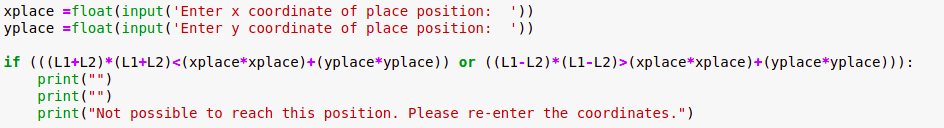 xplace =float(input('Enter x coordinate of place position:  '))
yplace =float(input('Enter y coordinate of place position:  '))

if (((L1+L2)*(L1+L2)<(xplace*xplace)+(yplace*yplace)) or ((L1-L2)*(L1-L2)>(xplace*xplace)+(yplace*yplace))):
    print("")
    print("")
    print("Not possible to reach this position. Please re-enter the coordinates.")